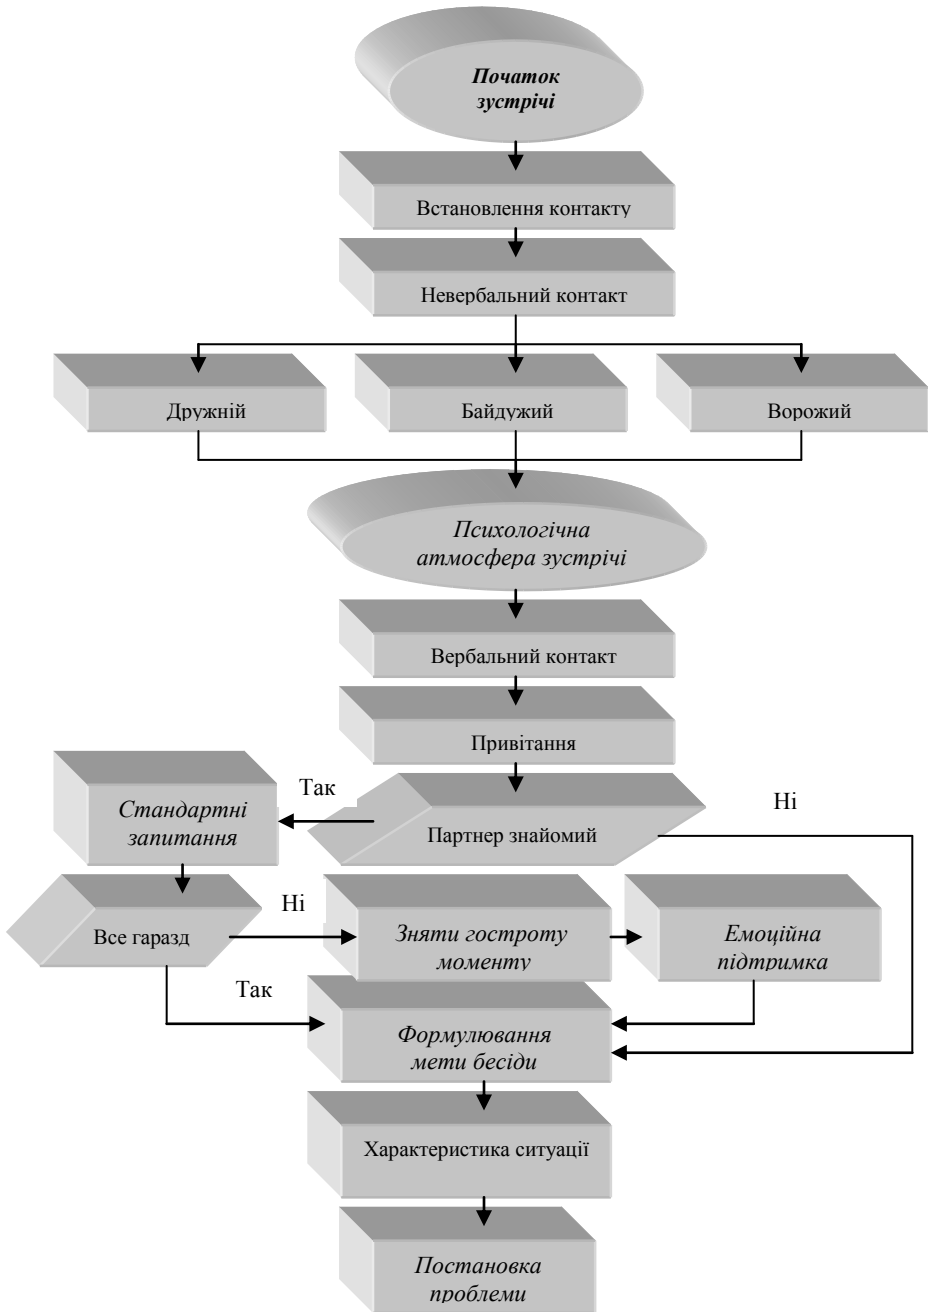 Початок
зустрічі
Встановлення контакту
Невербальний контакт
Дружній
Байдужий
Ворожий
Психологічна
атмосфера зустрічі
Вербальний контакт
Привітання
Так
Ні
Стандартні
запитання
Партнер знайомий
Ні
Все гаразд
Зняти гостроту
моменту
Емоційна
підтримка
Так
Формулювання
мети бесіди
Характеристика ситуації
Постановка
проблеми